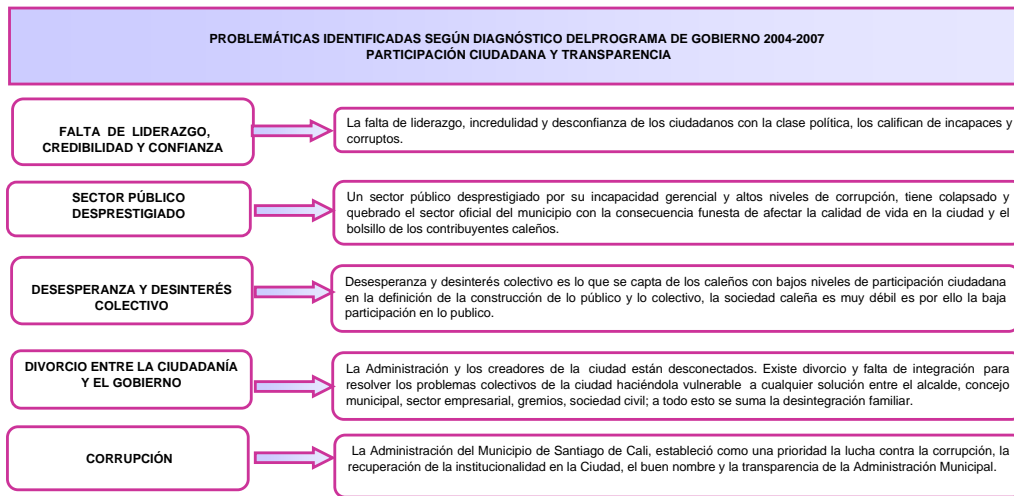 PROBLEMÁTICAS IDENTIFICADAS SEGÚN DIAGNÓSTICO DELPROGRAMA DE GOBIERNO 2004-2007
PARTICIPACIÓN CIUDADANA Y TRANSPARENCIA
FALTA DE LIDERAZGO,
CREDIBILIDAD Y CONFIANZA
La falta de liderazgo, incredulidad y desconfianza de los ciudadanos con la clase política, los califican de incapaces y
corruptos.
SECTOR PÚBLICO
DESPRESTIGIADO
Un sector público desprestigiado por su incapacidad gerencial y altos niveles de corrupción, tiene colapsado y
quebrado el sector oficial del municipio con la consecuencia funesta de afectar la calidad de vida en la ciudad y el
bolsillo de los contribuyentes caleños.
DESESPERANZA Y DESINTERÉS
COLECTIVO
Desesperanza y desinterés colectivo es lo que se capta de los caleños con bajos niveles de participación ciudadana
en la definición de la construcción de lo público y lo colectivo, la sociedad caleña es muy débil es por ello la baja
participación en lo publico.
DIVORCIO ENTRE LA CIUDADANÍA
Y EL GOBIERNO
La Administración y los creadores de la ciudad están desconectados. Existe divorcio y falta de integración para
resolver los problemas colectivos de la ciudad haciéndola vulnerable a cualquier solución entre el alcalde, concejo
municipal, sector empresarial, gremios, sociedad civil; a todo esto se suma la desintegración familiar.
CORRUPCIÓN
La Administración del Municipio de Santiago de Cali, estableció como una prioridad la lucha contra la corrupción, la
recuperación de la institucionalidad en la Ciudad, el buen nombre y la transparencia de la Administración Municipal.